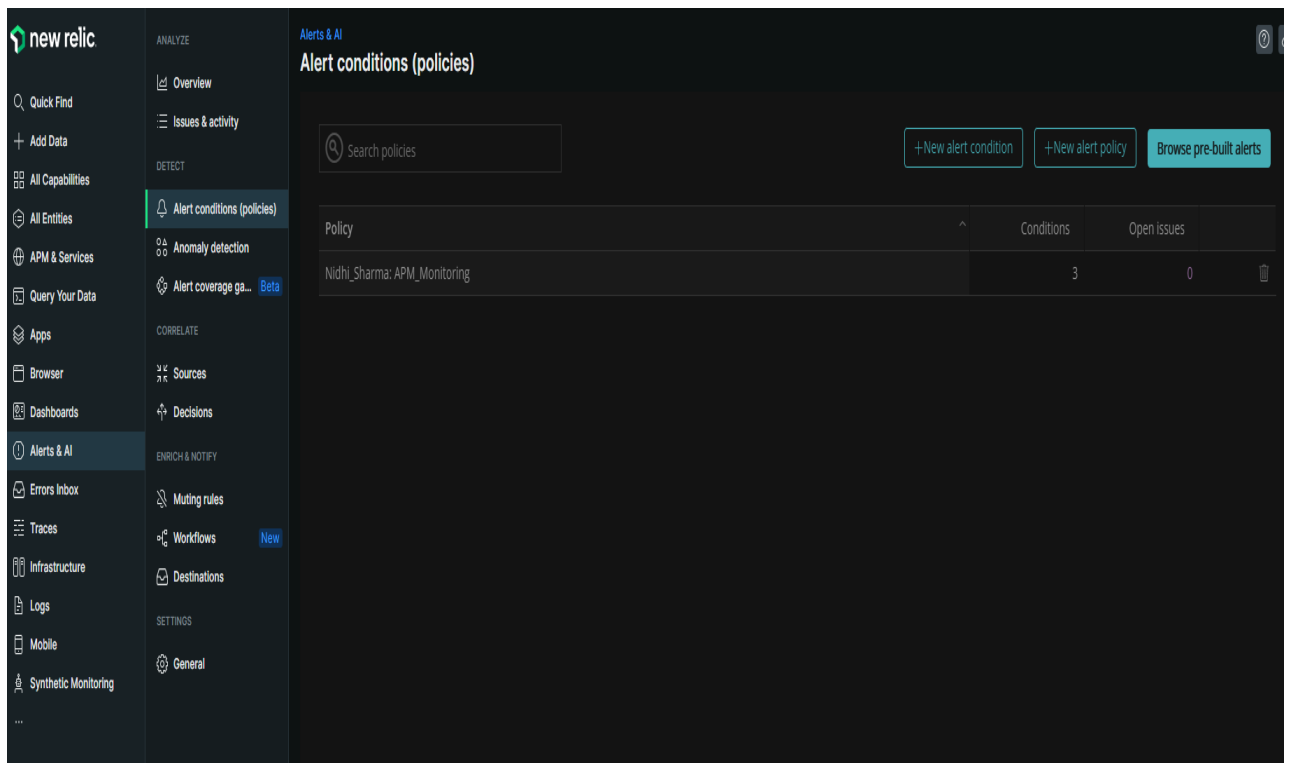 new relic.
Quick Find
Add Data
All Capabilities
All Entities
APM & Services
Query Your Data
Apps
Browser
Dashboards
Alerts & AI
Errors Inbox
Traces
Infrastructure
Logs
Mobile
Synthetic Monitoring
...
ANALYZE
Overview
Issues & activity
DETECT
Alert conditions (policies)
Anomaly detection
Alert coverage ga... Beta
CORRELATE
Sources
Decisions
ENRICH & NOTIFY
Muting rules
Workflows New
Destinations
SETTINGS
General
Alerts & AI
Alert conditions (policies)
Search policies
+New alert condition +New alert policy Browse pre-built alerts
Policy Conditions Open issues
Nidhi_Sharma: APM_Monitoring 3 0